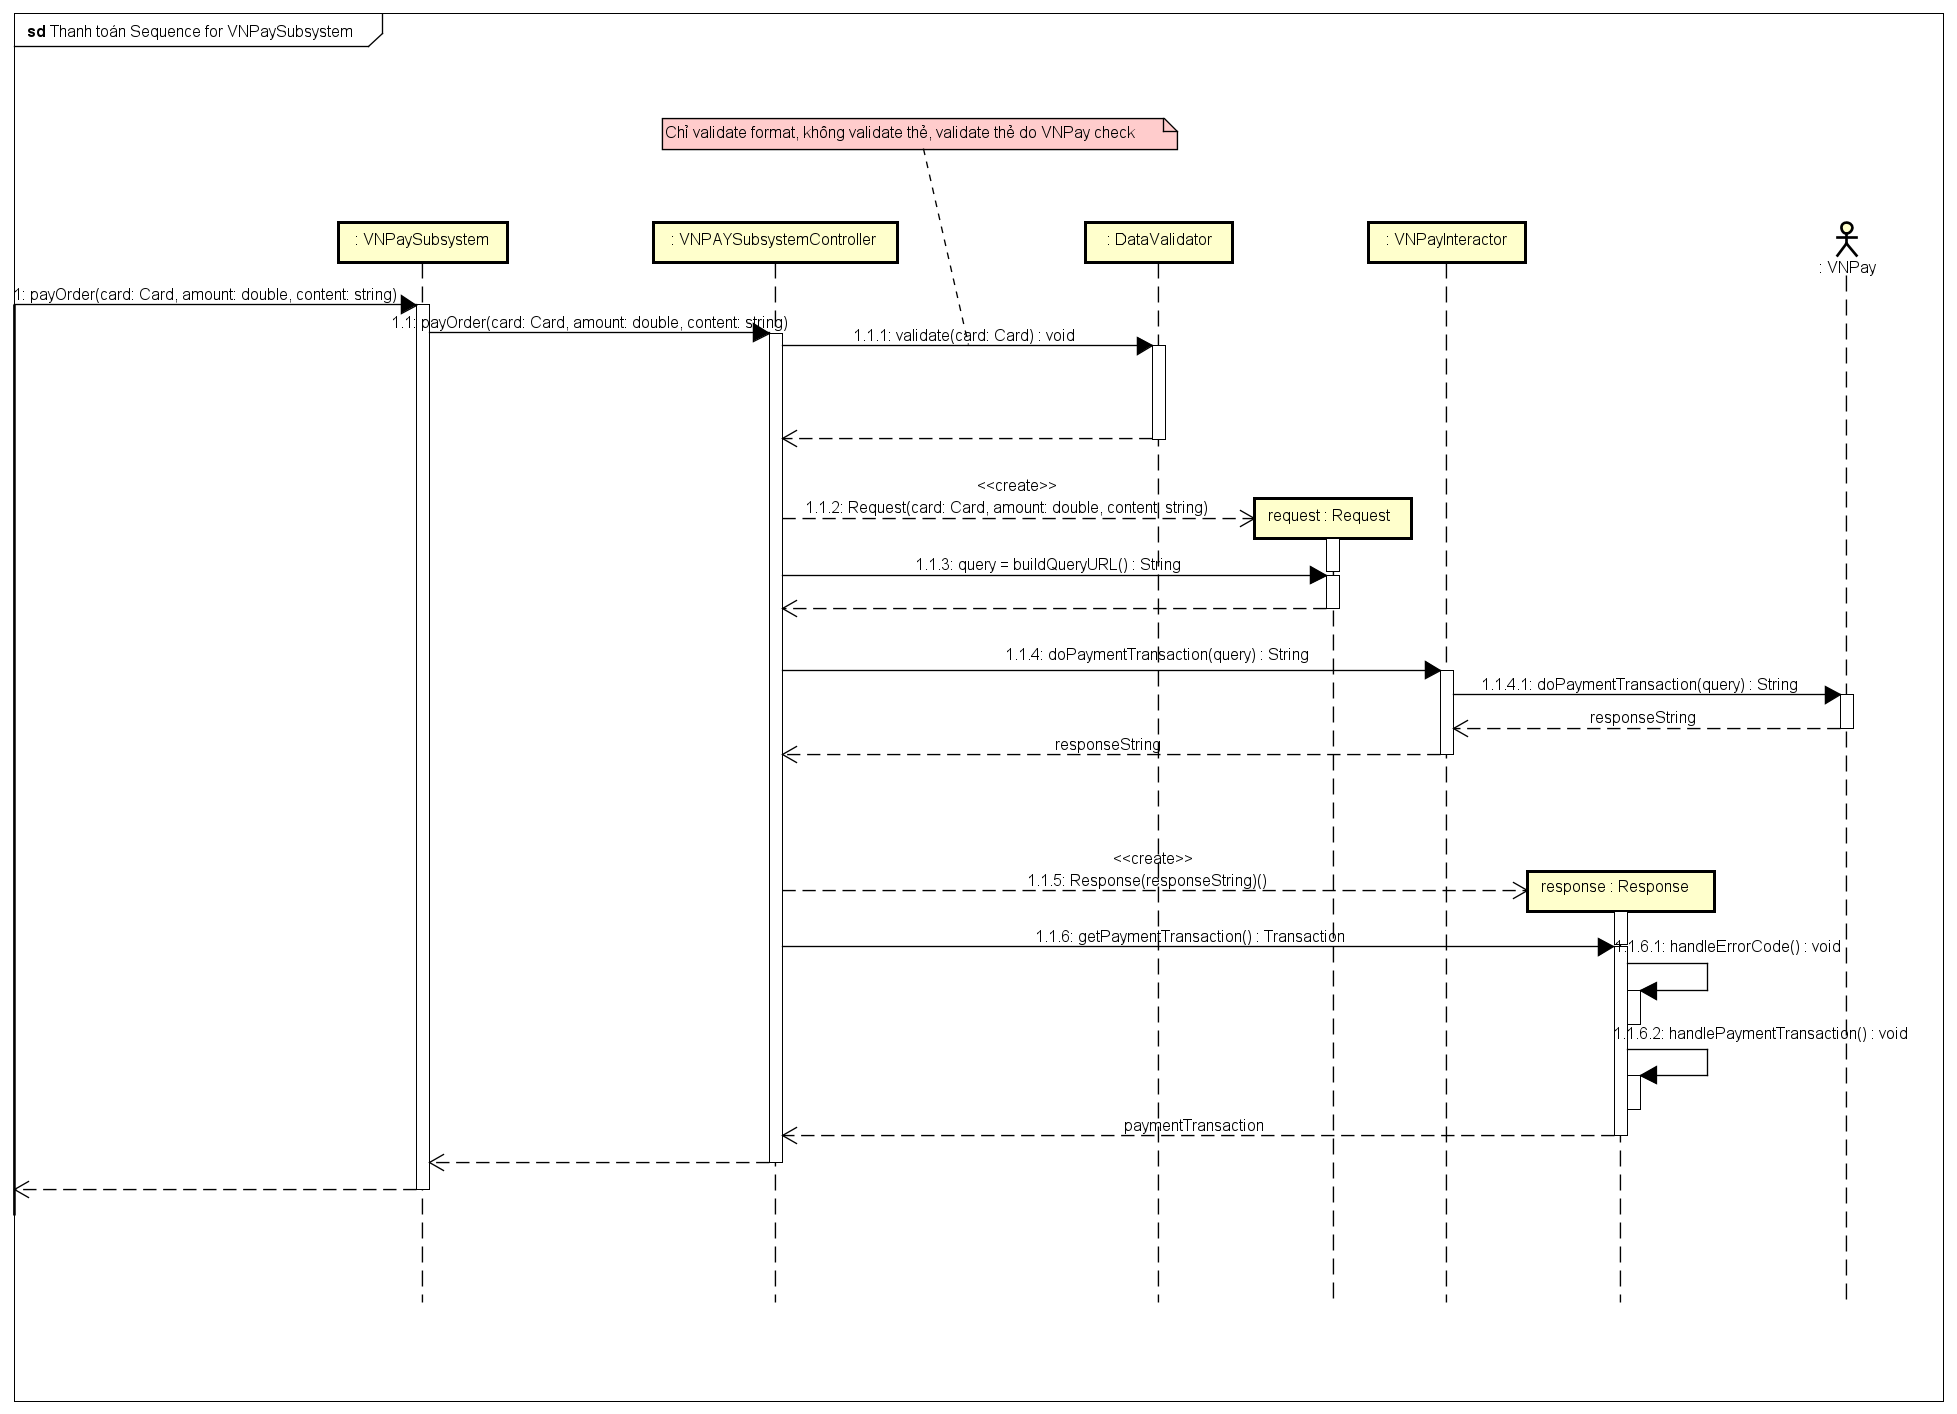 sd Thanh toán Sequence for VNPaySubsystem
Chỉ validate format, không validate thẻ, validate thẻ do VNPay check
: VNPaySubsystem
: VNPAYSubsystemController
: DataValidator
: VNPayInteractor
: VNPay
1: payOrder(card: Card, amount: double, content: string)
1.1: payOrder(card: Card, amount: double, content: string)
1.1.1: validate(card: Card) : void
<<create>>
1.1.2: Request(card: Card, amount: double, content: string)
request : Request
1.1.3: query = buildQueryURL() : String
1.1.4: doPaymentTransaction(query) : String
1.1.4.1: doPaymentTransaction(query) : String
responseString
responseString
<<create>>
1.1.5: Response(responseString)()
response : Response
1.1.6: getPaymentTransaction() : Transaction
1.1.6.1: handleErrorCode() : void
1.1.6.2: handlePaymentTransaction() : void
paymentTransaction